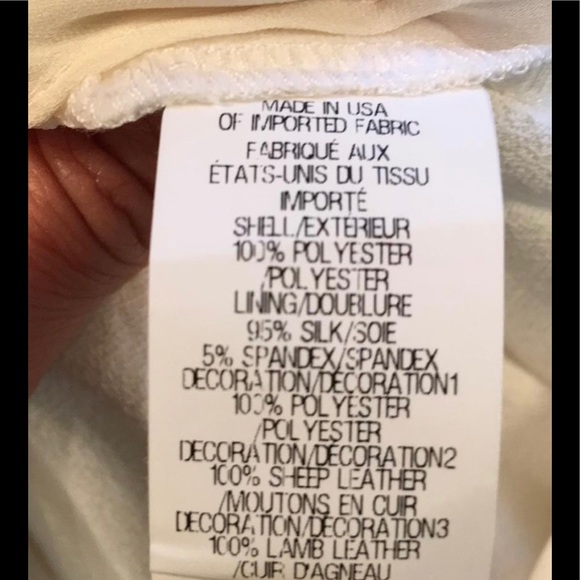 MADE IN USA
OF IMPORTED FABRIC
FABRIQUÉ AUX
ÉTATS-UNIS DU TISSU
IMPORTÉ
SHELL/EXTÉRIEUR
100% POLYESTER
/POLYESTER
LINING/DOUBLURE
95% SILK/SOIE
5% SPANDEX/SPANDEX
DECORATION/DÉCORATION1
100% POLYESTER
/POLYESTER
DECORATION/DÉCORATION2
100% SHEEP LEATHER
/MOUTONS EN CUIR
DECORATION/DÉCORATION3
100% LAMB LEATHER
/CUIR D'AGNEAU